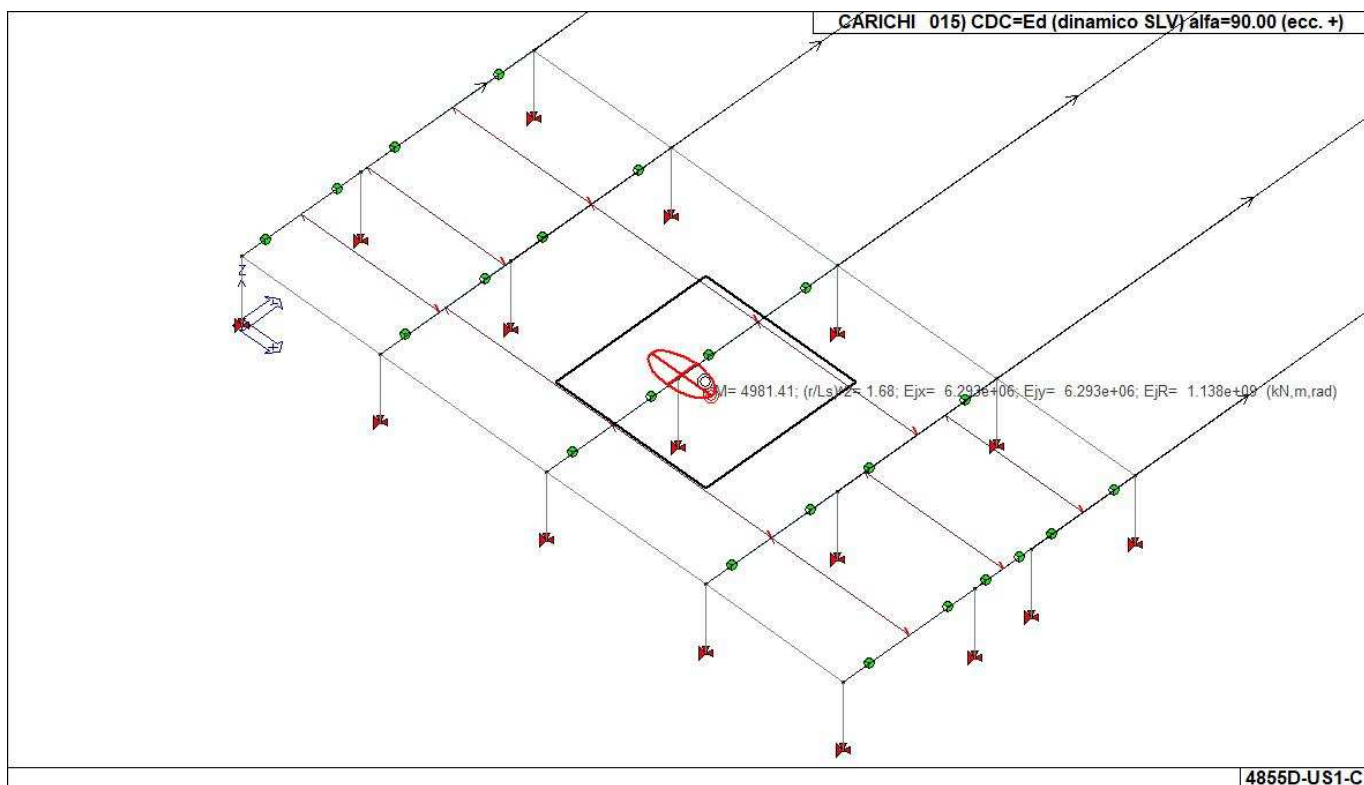 CARICHI 015) CDC=Ed (dinamico SLV) alfa=90.00 (ecc. +)
Z
M= 4981.41; (r/Ls)^2= 1.68; Ejx= 6.293e+06; Ejy= 6.293e+06; EjR= 1.138e+09 (kN,m,rad)
4855D-US1-C